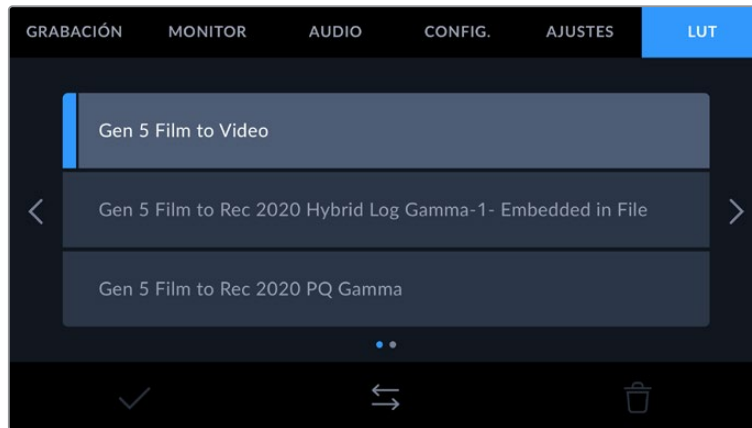 GRABACIÓN MONITOR AUDIO CONFIG. AJUSTES LUT
Gen 5 Film to Video
Gen 5 Film to Rec 2020 Hybrid Log Gamma-1- Embedded in File
Gen 5 Film to Rec 2020 PQ Gamma